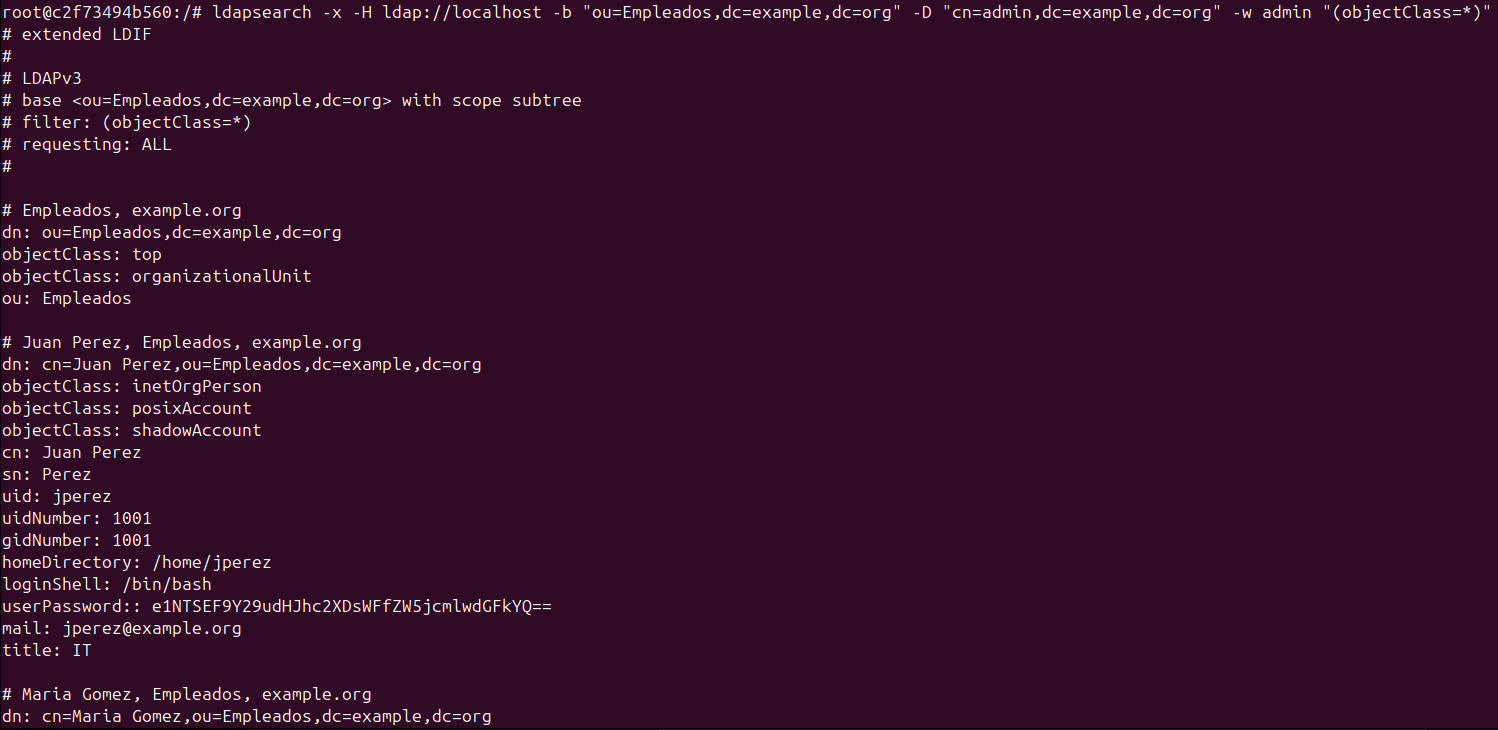 root@c2f73494b560:/# ldapsearch -x -H ldap://localhost -b "ou=Empleados,dc=example,dc=org" -D "cn=admin,dc=example,dc=org" -w admin "(objectClass=*)"
# extended LDIF
#
# LDAPv3
# base <ou=Empleados,dc=example,dc=org> with scope subtree
# filter: (objectClass=*)
# requesting: ALL
#
# Empleados, example.org
dn: ou=Empleados,dc=example,dc=org
objectClass: top
objectClass: organizationalUnit
ou: Empleados
# Juan Perez, Empleados, example.org
dn: cn=Juan Perez,ou=Empleados,dc=example,dc=org
objectClass: inetOrgPerson
objectClass: posixAccount
objectClass: shadowAccount
cn: Juan Perez
sn: Perez
uid: jperez
uidNumber: 1001
gidNumber: 1001
homeDirectory: /home/jperez
loginShell: /bin/bash
userPassword:: e1NTSEF9Y29udHJhc2XDsWFfZW5jcmlwdGFkYQ==
mail: jperez@example.org
title: IT
# Maria Gomez, Empleados, example.org
dn: cn=Maria Gomez,ou=Empleados,dc=example,dc=org